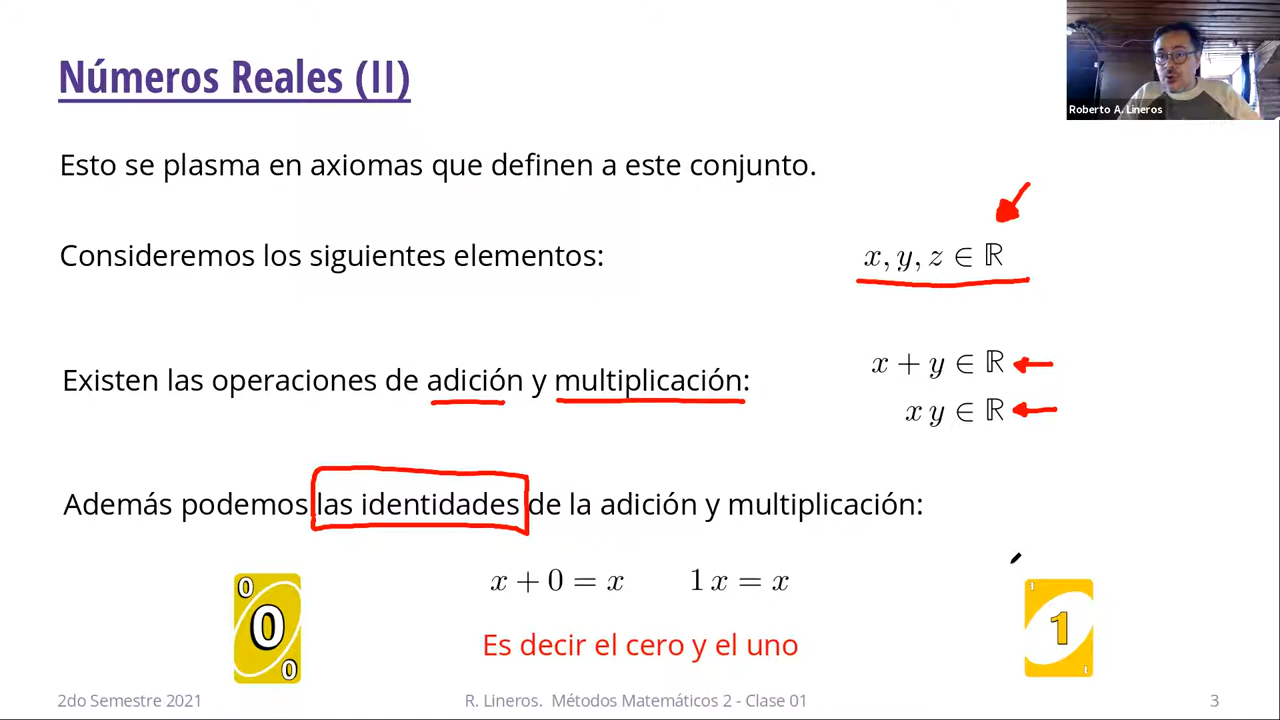 Números Reales (II)
Roberto A. Lineros
Esto se plasma en axiomas que definen a este conjunto.
Consideremos los siguientes elementos:
x, y, z ∈ ℝ
Existen las operaciones de adición y multiplicación:
x + y ∈ ℝ
x y ∈ ℝ
Además podemos las identidades de la adición y multiplicación:
x + 0 = x 1 x = x
0
0
0
1
1
1
Es decir el cero y el uno
2do Semestre 2021
R. Lineros. Métodos Matemáticos 2 - Clase 01
3